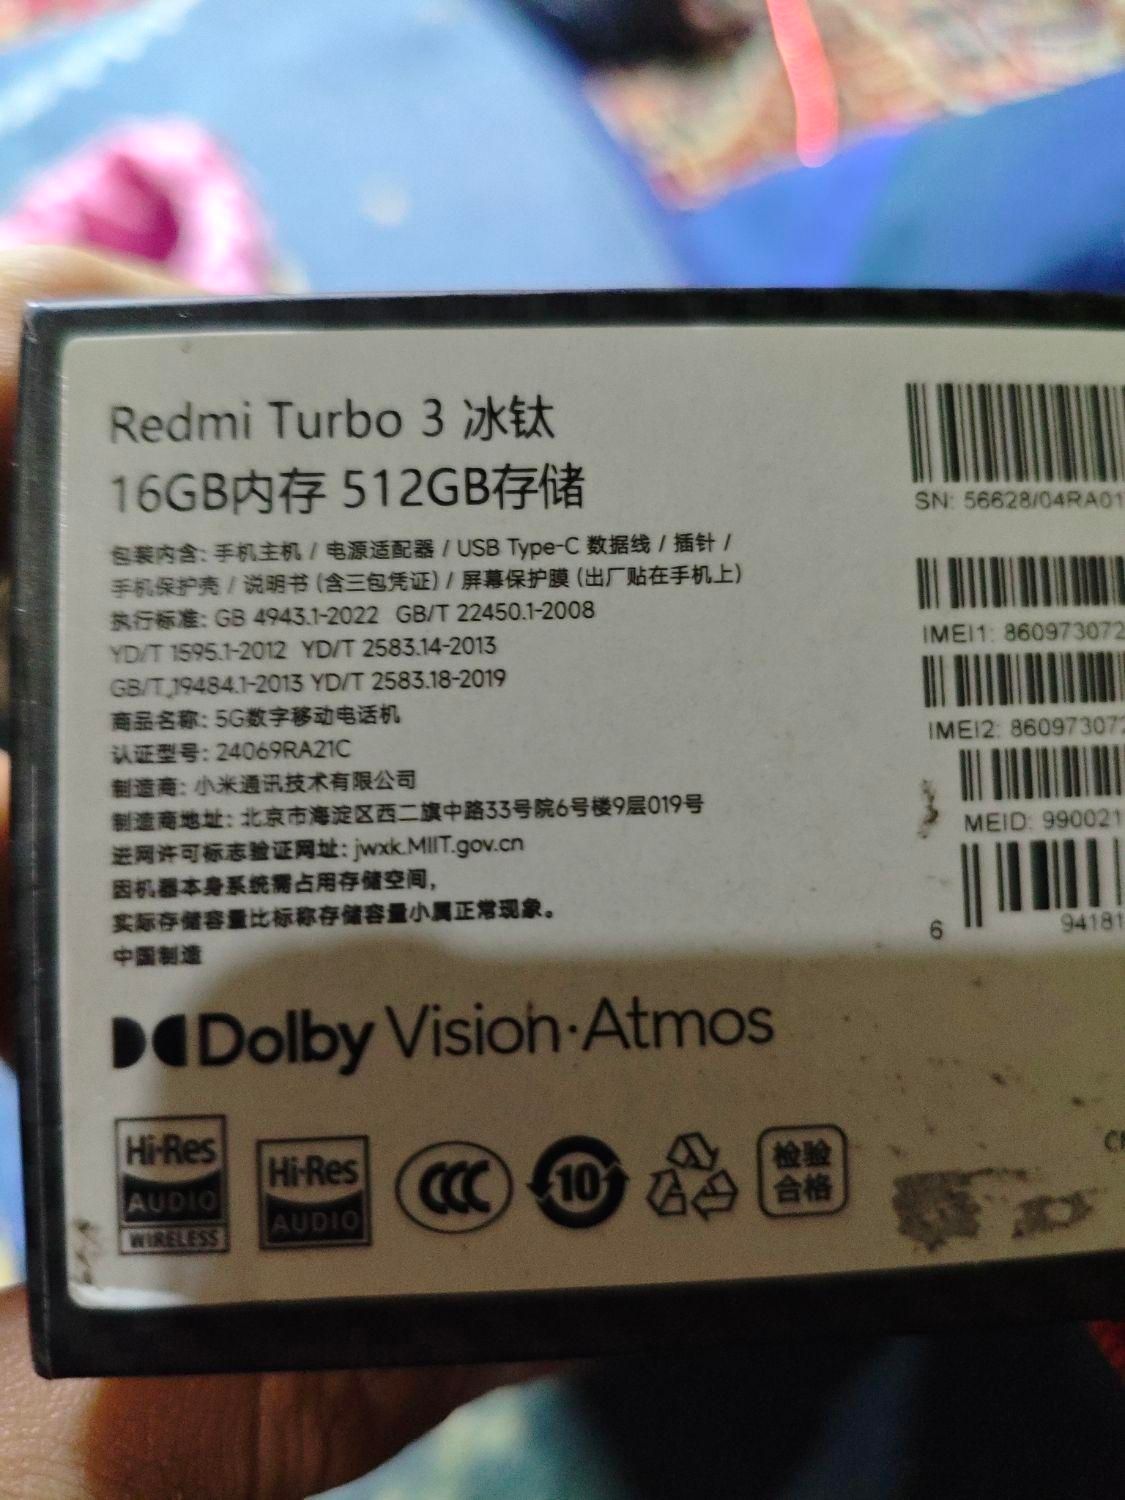 Redmi Turbo 3 冰钛
16GB内存 512GB存储
包装内含: 手机主机 / 电源适配器 / USB Type-C 数据线 / 插针 /
手机保护壳 / 说明书 (含三包凭证) / 屏幕保护膜 (出厂贴在手机上)
执行标准: GB 4943.1-2022 GB/T 22450.1-2008
YD/T 1595.1-2012 YD/T 2583.14-2013
GB/T 19484.1-2013 YD/T 2583.18-2019
商品名称: 5G数字移动电话机
认证型号: 24069RA21C
制造商: 小米通讯技术有限公司
制造商地址: 北京市海淀区西二旗中路33号院6号楼9层019号
进网许可标志验证网址: jwxk.MIIT.gov.cn
因机器本身系统需占用存储空间,
实际存储容量比标称存储容量小属正常现象。
中国制造
Dolby Vision·Atmos
Hi-Res
AUDIO
WIRELESS
Hi-Res
AUDIO
CCC
10
检验
合格
SN: 56628/04RA01
IMEI1: 860973072
IMEI2: 860973072
MEID: 990021
6 94181